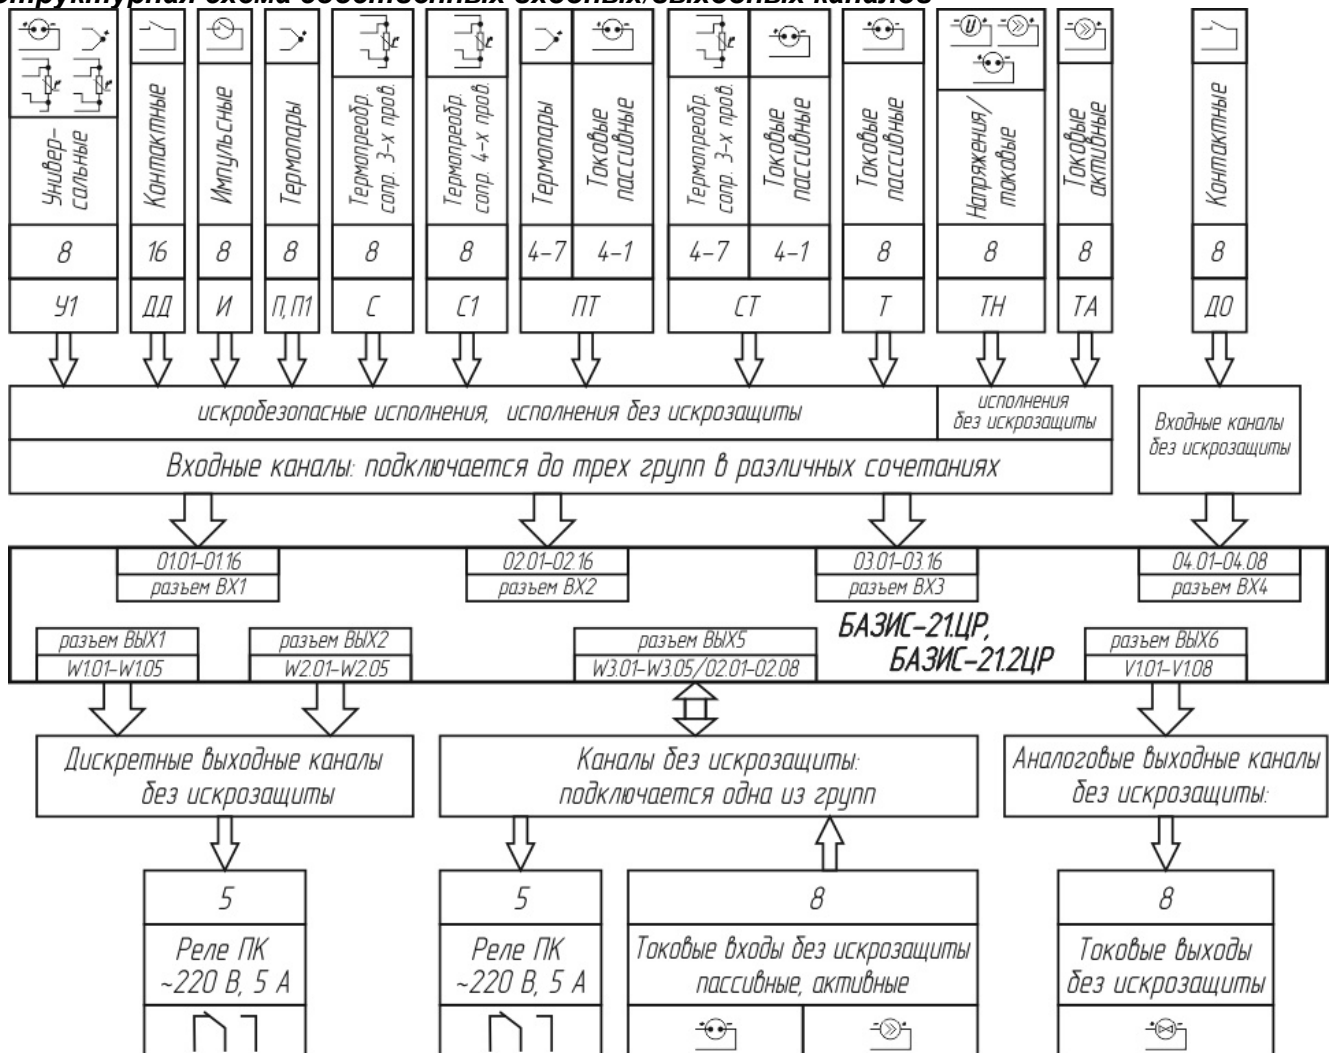 Структурная схема собственных входных/выходных каналов
Универ-
сальные
Контактные
Импульсные
Термопары
Термопреобр.
сопр. 3-х пров.
Термопреобр.
сопр. 4-х пров.
Термопары
Токовые
пассивные
Термопреобр.
сопр. 3-х пров.
Токовые
пассивные
Токовые
пассивные
U
Напряжения/
токовые
Токовые
активные
Контактные
8 16 8 8 8 8 4-7 4-1 4-7 4-1 8 8 8 8
У1 ДД И П,П1 С С1 ПТ СТ Т ТН ТА ДО
искробезопасные исполнения, исполнения без искрозащиты
исполнения
без искрозащиты
Входные каналы: подключается до трех групп в различных сочетаниях
Входные каналы
без искрозащиты
01.01-01.16
разъем ВХ1
02.01-02.16
разъем ВХ2
03.01-03.16
разъем ВХ3
04.01-04.08
разъем ВХ4
БАЗИС-21.ЦР,
БАЗИС-21.2ЦР
разъем ВЫХ1
W1.01-W1.05
разъем ВЫХ2
W2.01-W2.05
разъем ВЫХ5
W3.01-W3.05/02.01-02.08
разъем ВЫХ6
V1.01-V1.08
Дискретные выходные каналы
без искрозащиты
Каналы без искрозащиты:
подключается одна из групп
Аналоговые выходные каналы
без искрозащиты:
5
Реле ПК
~220 В, 5 А
5
Реле ПК
~220 В, 5 А
8
Токовые входы без искрозащиты
пассивные, активные
8
Токовые выходы
без искрозащиты